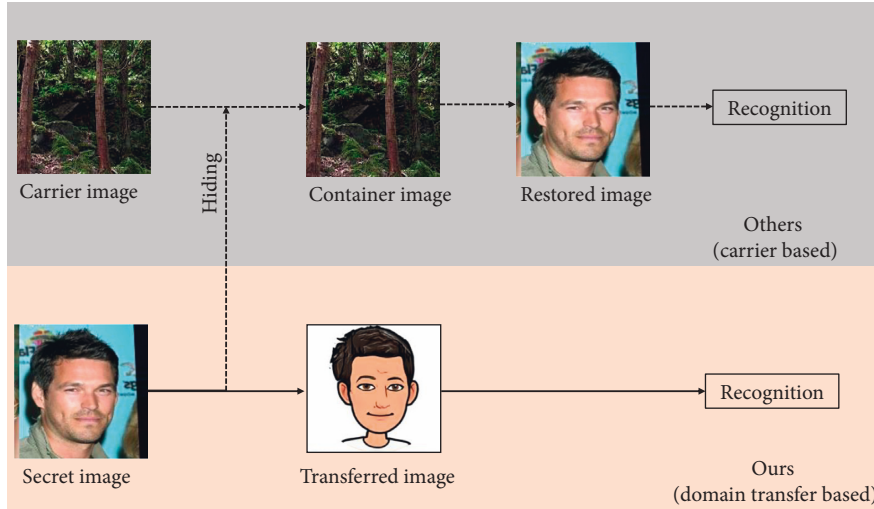 Carrier image
Hiding
Container image
Restored image
Recognition
Others
(carrier based)
Secret image
Transferred image
Recognition
Ours
(domain transfer based)